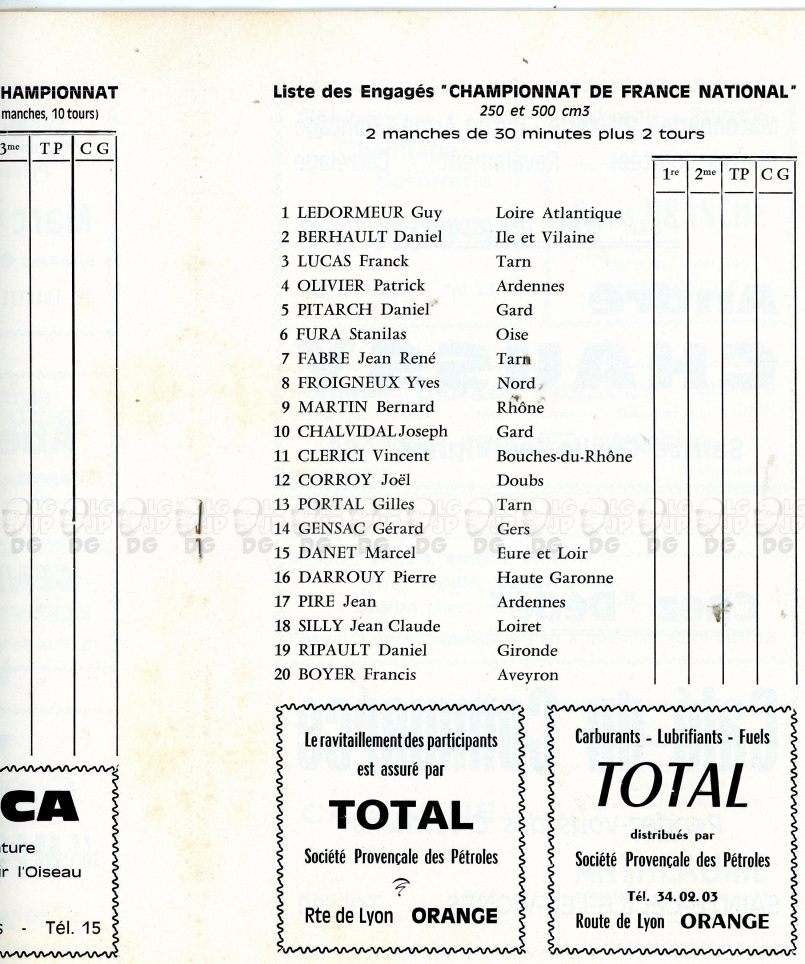 HAMPIONNAT
manches, 10 tours)
3me TP CG
CA
ature
r l'Oiseau
s - Tél. 15
Liste des Engagés "CHAMPIONNAT DE FRANCE NATIONAL"
250 et 500 cm3
2 manches de 30 minutes plus 2 tours
1re 2me TP CG
1 LEDORMEUR Guy Loire Atlantique
2 BERHAULT Daniel Ile et Vilaine
3 LUCAS Franck Tarn
4 OLIVIER Patrick Ardennes
5 PITARCH Daniel Gard
6 FURA Stanilas Oise
7 FABRE Jean René Tarn
8 FROIGNEUX Yves Nord
9 MARTIN Bernard Rhône
10 CHALVIDAL Joseph Gard
11 CLERICI Vincent Bouches-du-Rhône
12 CORROY Joël Doubs
13 PORTAL Gilles Tarn
14 GENSAC Gérard Gers
15 DANET Marcel Eure et Loir
16 DARROUY Pierre Haute Garonne
17 PIRE Jean Ardennes
18 SILLY Jean Claude Loiret
19 RIPAULT Daniel Gironde
20 BOYER Francis Aveyron
Le ravitaillement des participants
est assuré par
TOTAL
Société Provençale des Pétroles
Rte de Lyon ORANGE
Carburants - Lubrifiants - Fuels
TOTAL
distribués par
Société Provençale des Pétroles
Tél. 34.02.03
Route de Lyon ORANGE